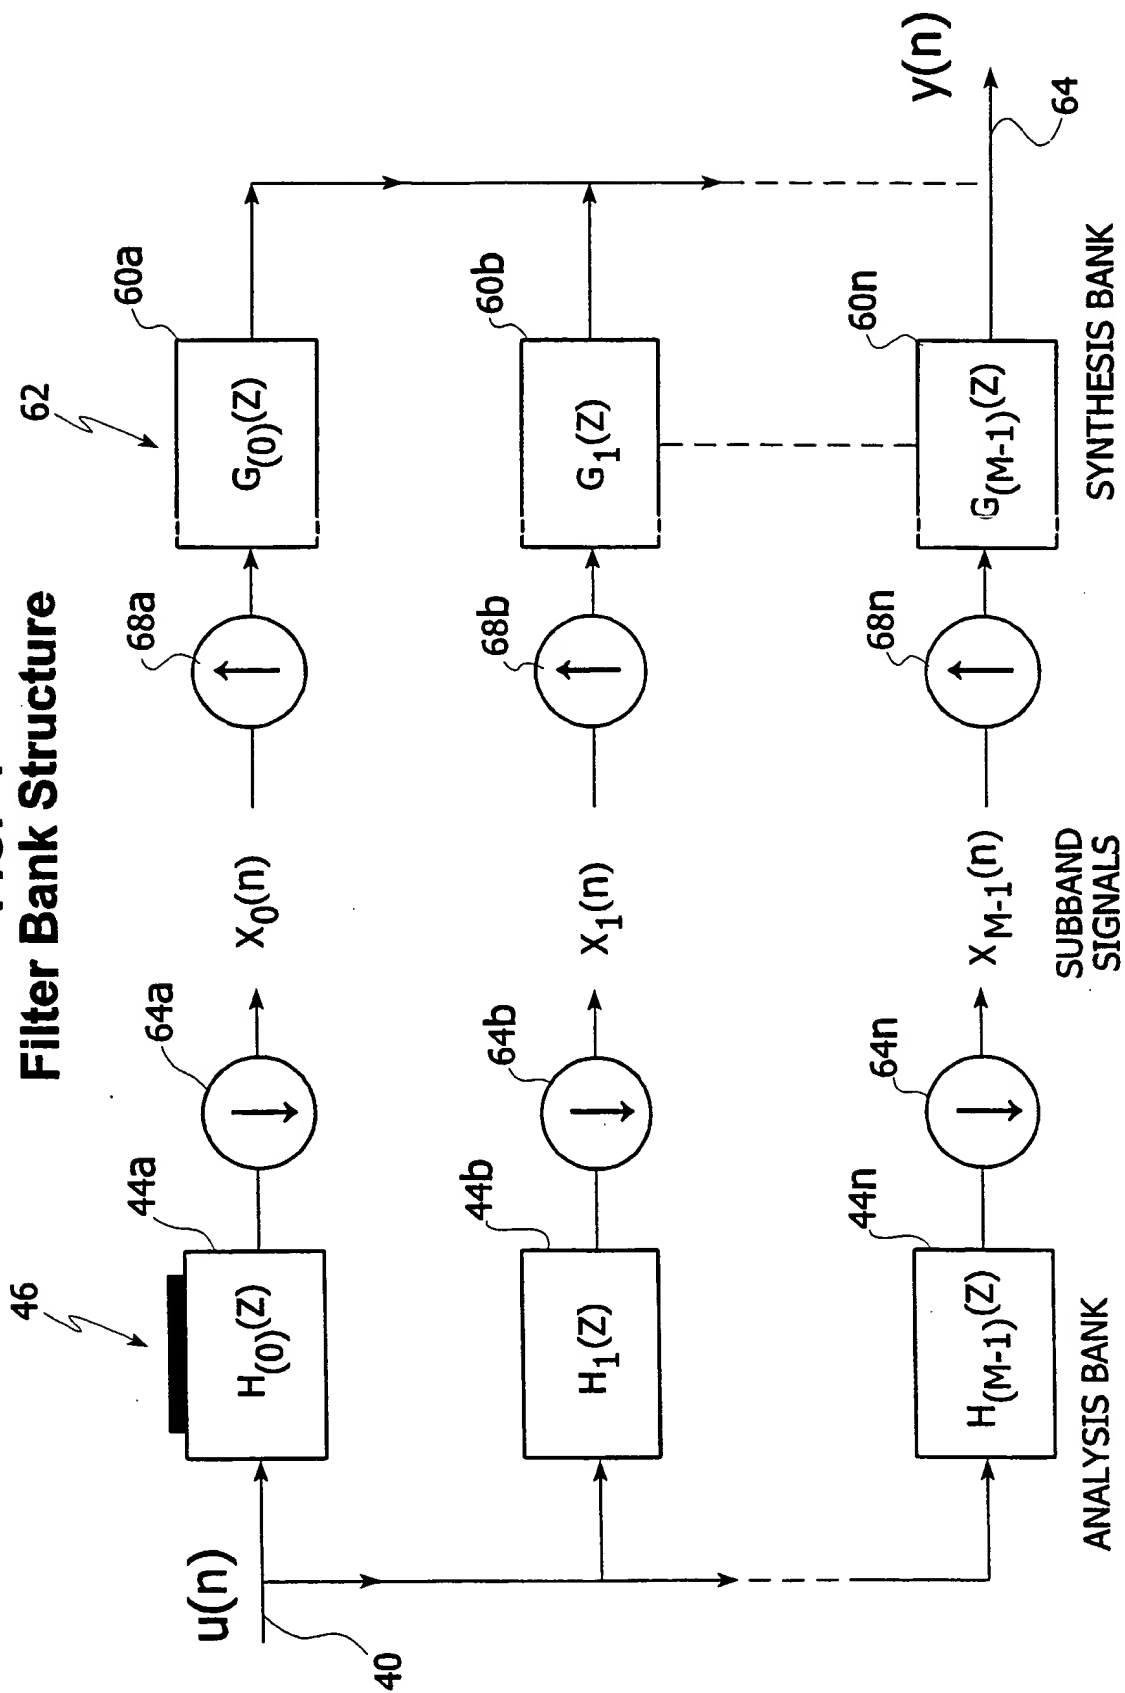 Filter Bank Structure
46
62
u(n)
40
44a
H(0)(Z)
64a
X0(n)
68a
60a
G(0)(Z)
44b
H1(Z)
64b
X1(n)
68b
60b
G1(Z)
44n
H(M-1)(Z)
64n
XM-1(n)
68n
60n
G(M-1)(Z)
y(n)
64
ANALYSIS BANK
SUBBAND
SIGNALS
SYNTHESIS BANK